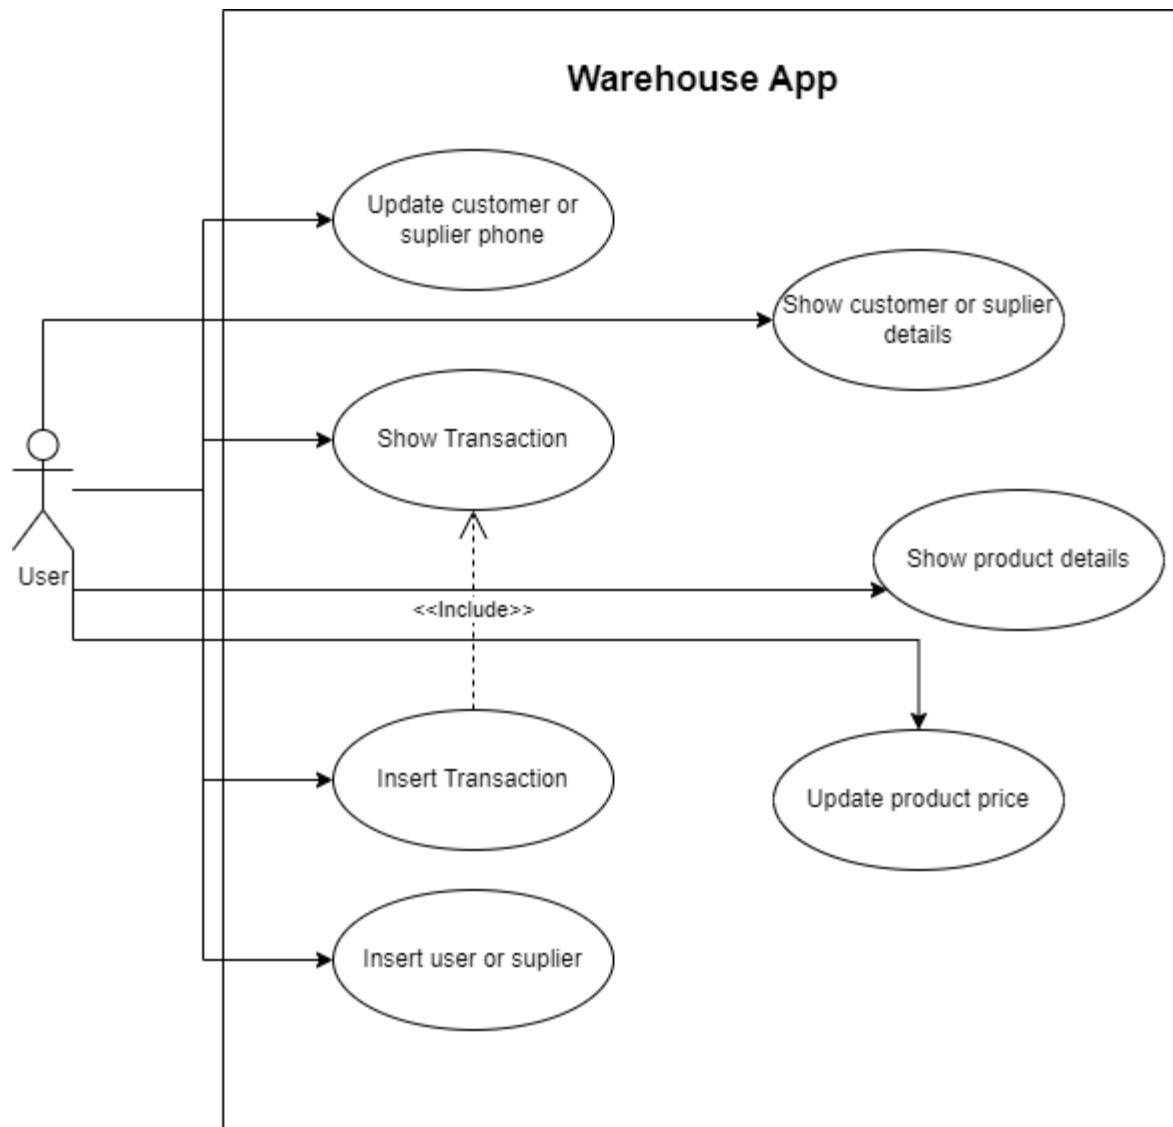 Warehouse App
Update customer or
suplier phone
Show customer or suplier
details
Show Transaction
Show product details
User
<<Include>>
Insert Transaction
Update product price
Insert user or suplier